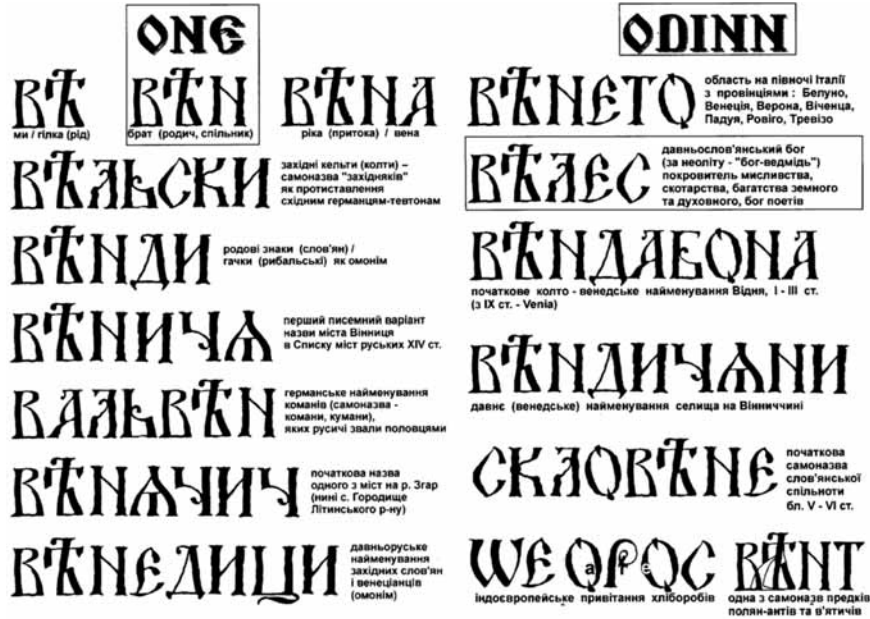 ONE
ВѢ ВѢН ВѢНА
ми / гілка (рід) брат (родич, спільник) ріка (притока) / вена
ВѢЛЬСКИ
західні кельти (колти) –
самоназва "західняків"
як протиставлення
східним германцям-тевтонам
ВѢНДИ
родові знаки (слов'ян) /
гачки (рибальські) як омонім
ВѢНИЧѦ
перший писемний варіант
назви міста Вінниця
в Списку міст руських XIV ст.
ВАЛЬВѢН
германське найменування
команів (самоназва -
комани, кумани),
яких русичі звали половцями
ВѢНѦЧИЧ
початкова назва
одного з міст на р. Згар
(нині с. Городище
Літинського р-ну)
ВѢНЕДИЦИ
давньоруське
найменування
західних слов'ян
і венеціанців
(омонім)
ODINN
ВѢНЕТО
область на півночі Італії
з провінціями : Белуно,
Венеція, Верона, Віченца,
Падуя, Ровіго, Тревізо
ВѢЛЕС
давньослов'янський бог
(за неоліту - "бог-ведмідь")
покровитель мисливства,
скотарства, багатства земного
та духовного, бог поетів
ВѢНДАБОНА
початкове колто - венедське найменування Відня, I - III ст.
(з IX ст. - Venia)
ВѢНДИЧѦНИ
давнє (венедське) найменування селища на Вінниччині
СКЛОВѢНЕ
початкова
самоназва
слов'янської
спільноти
бл. V - VI ст.
WE ОРОС ВѢНТ
a r e
індоєвропейське привітання хліборобів одна з самоназв предків
полян-антів та в'ятичів